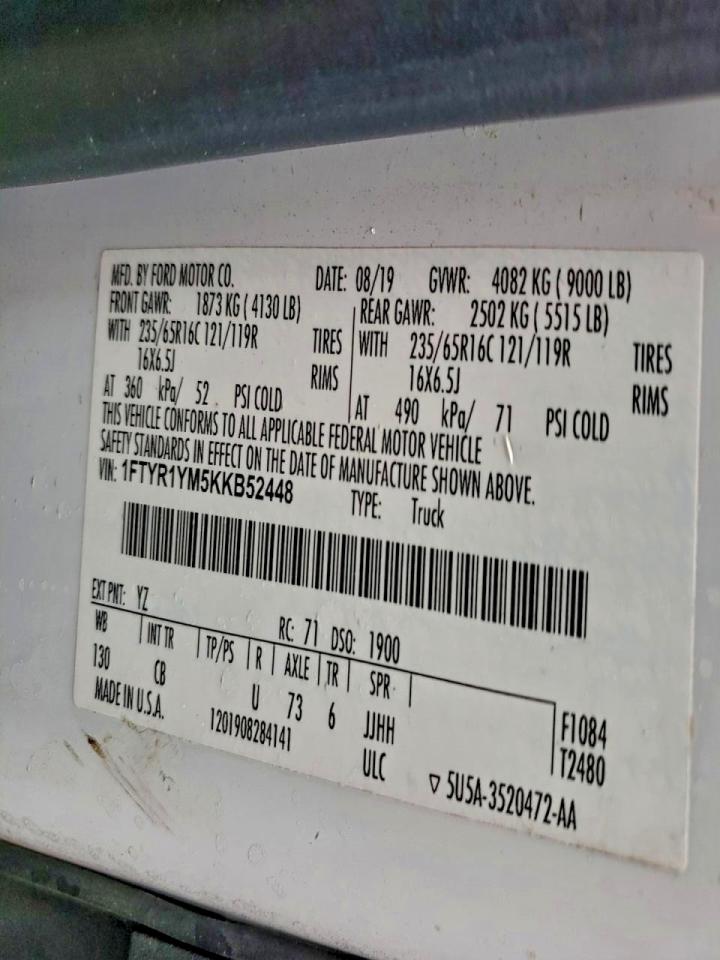 MFD. BY FORD MOTOR CO. DATE: 08/19 GVWR: 4082 KG ( 9000 LB)
FRONT GAWR: 1873 KG ( 4130 LB) REAR GAWR: 2502 KG ( 5515 LB)
WITH 235/65R16C 121/119R TIRES WITH 235/65R16C 121/119R TIRES
16X6.5J RIMS 16X6.5J RIMS
AT 360 kPa/ 52 PSI COLD AT 490 kPa/ 71 PSI COLD
THIS VEHICLE CONFORMS TO ALL APPLICABLE FEDERAL MOTOR VEHICLE
SAFETY STANDARDS IN EFFECT ON THE DATE OF MANUFACTURE SHOWN ABOVE.
VIN: 1FTYR1YM5KKB52448 TYPE: Truck
EXT PNT: YZ RC: 71 DSO: 1900
WB INT TR TP/PS R AXLE TR SPR F1084
130 CB U 73 6 JJHH T2480
MADE IN U.S.A. 1201908284141 ULC 5U5A-3520472-AA